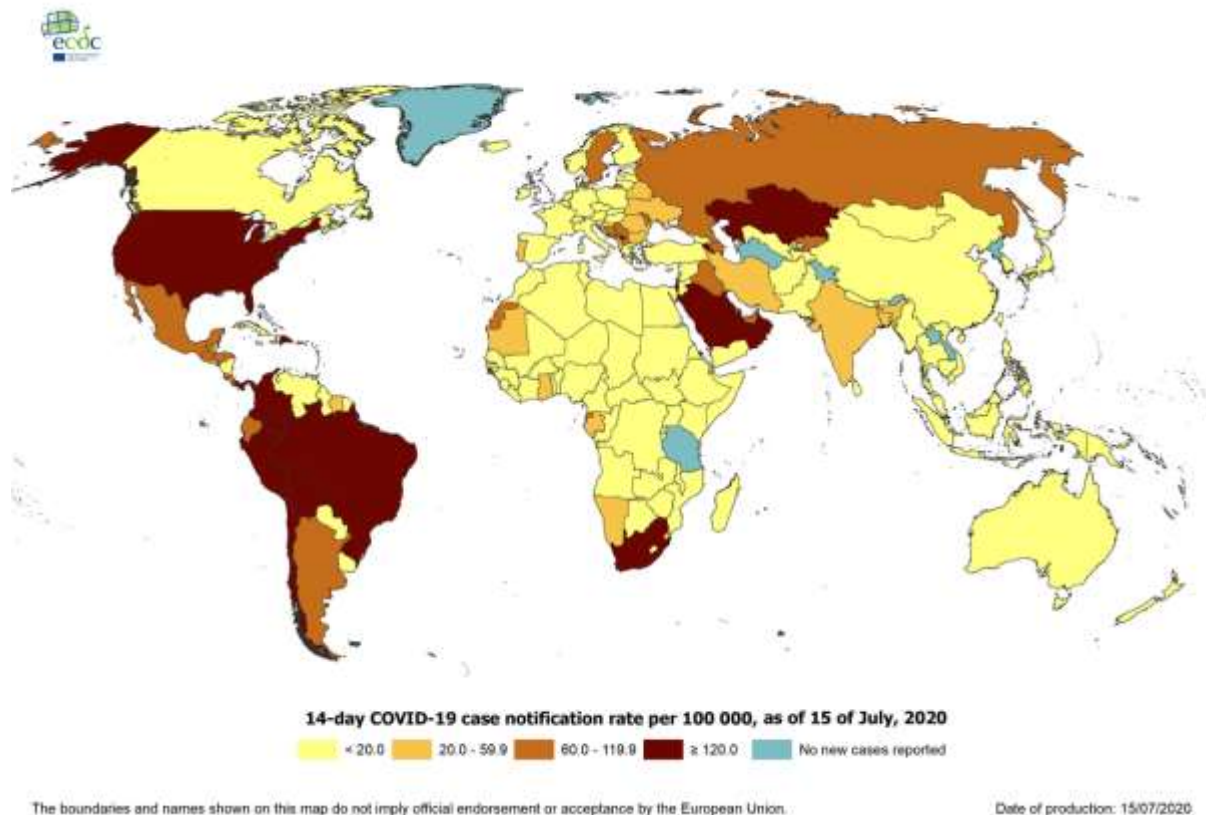 ecdc
14-day COVID-19 case notification rate per 100 000, as of 15 of July, 2020
< 20.0 20.0 - 59.9 60.0 - 119.9 ≥ 120.0 No new cases reported
The boundaries and names shown on this map do not imply official endorsement or acceptance by the European Union. Date of production: 15/07/2020